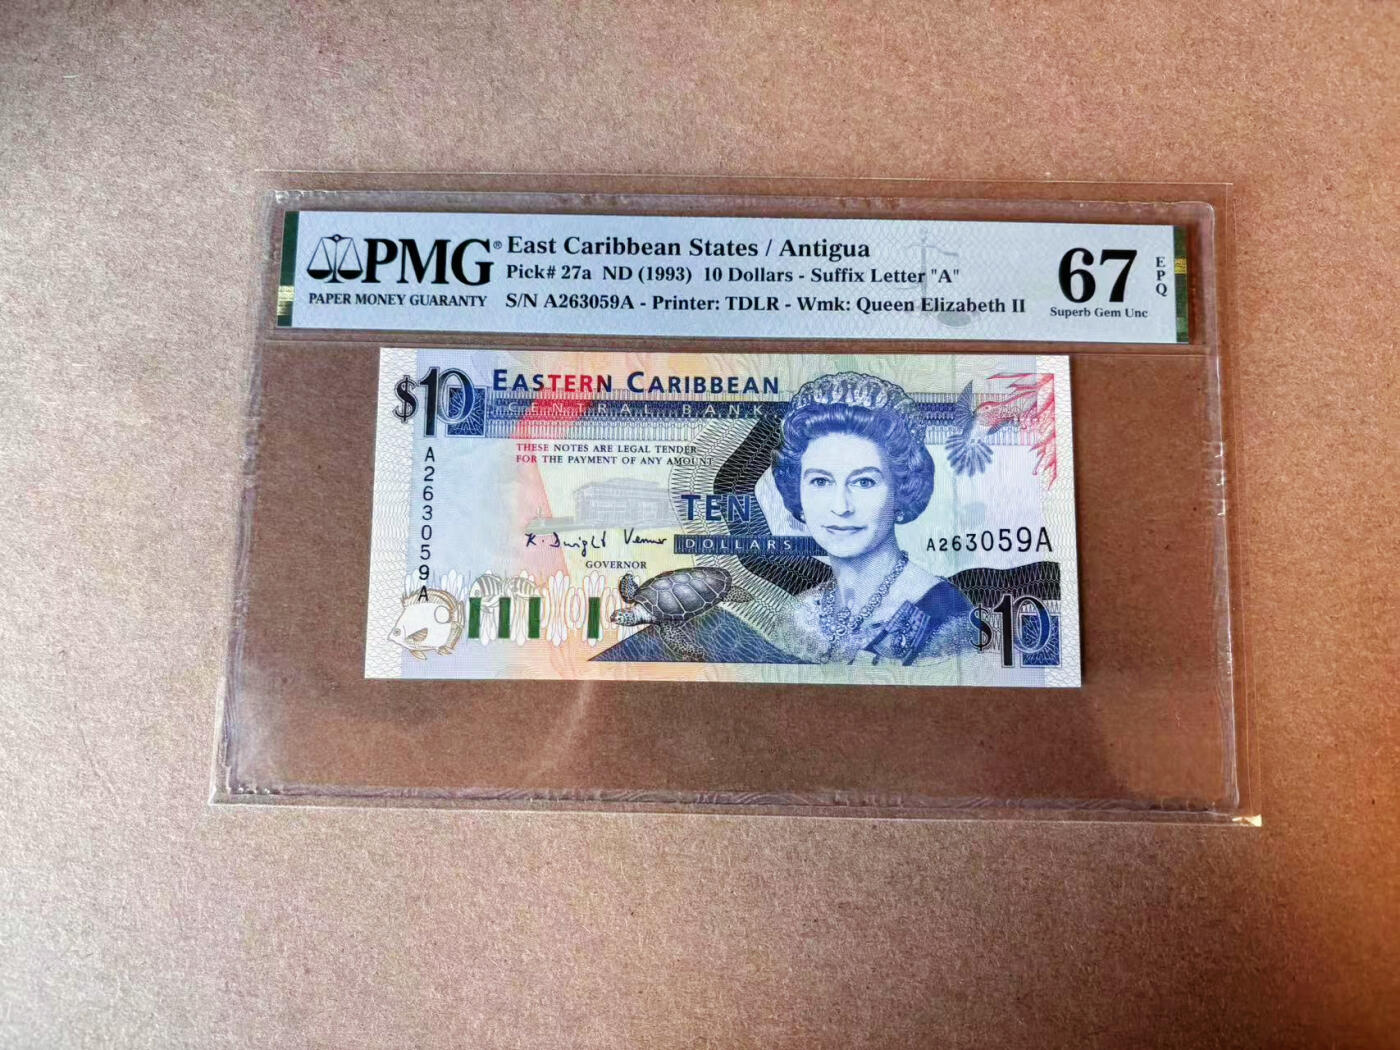 PMG®
PAPER MONEY GUARANTY
East Caribbean States / Antigua
Pick# 27a ND (1993) 10 Dollars - Suffix Letter "A"
S/N A263059A - Printer: TDLR - Wmk: Queen Elizabeth II
67
Superb Gem Unc
EPQ
$10
EASTERN CARIBBEAN
CENTRAL BANK
THESE NOTES ARE LEGAL TENDER
FOR THE PAYMENT OF ANY AMOUNT
A263059A
TEN
DOLLARS
K. Dwight Venner
GOVERNOR
A263059A
$10